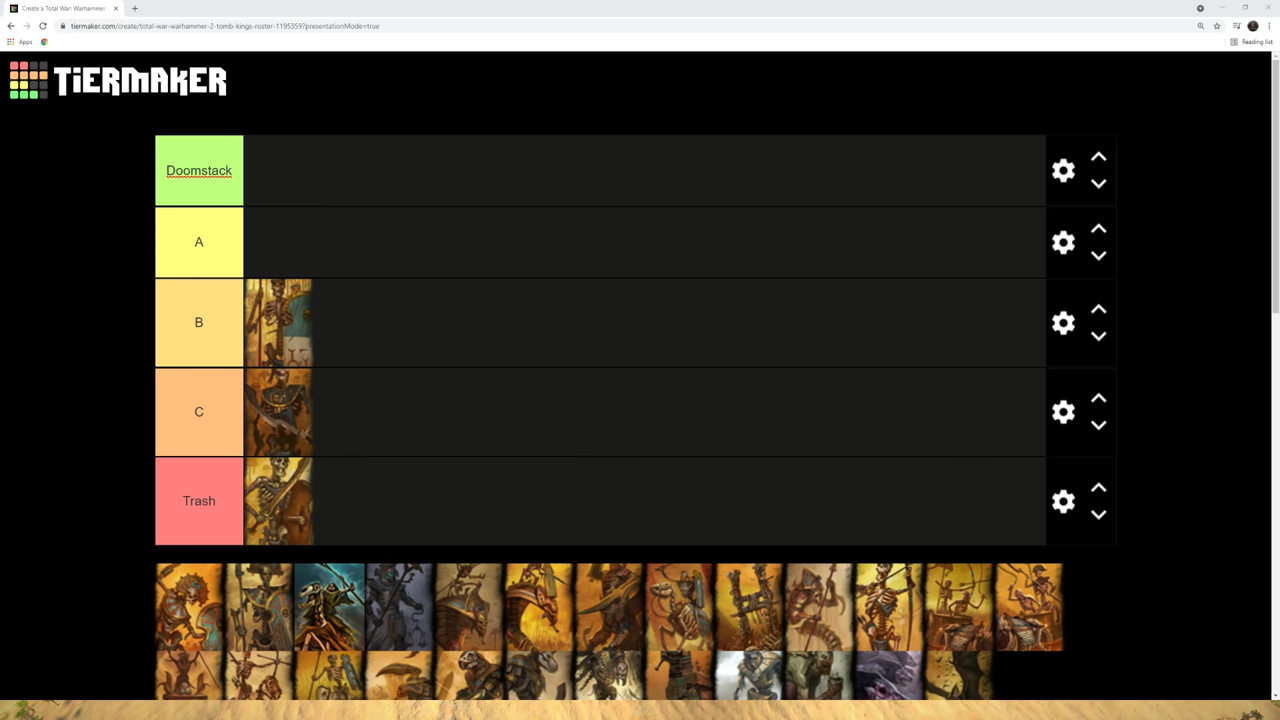 Create a Total War: Warhammer
tiermaker.com/create/total-war-warhammer-2-tomb-kings-roster-1195359?presentationMode=true
Apps
Reading list
TiERMAKER
Doomstack
A
B
C
Trash